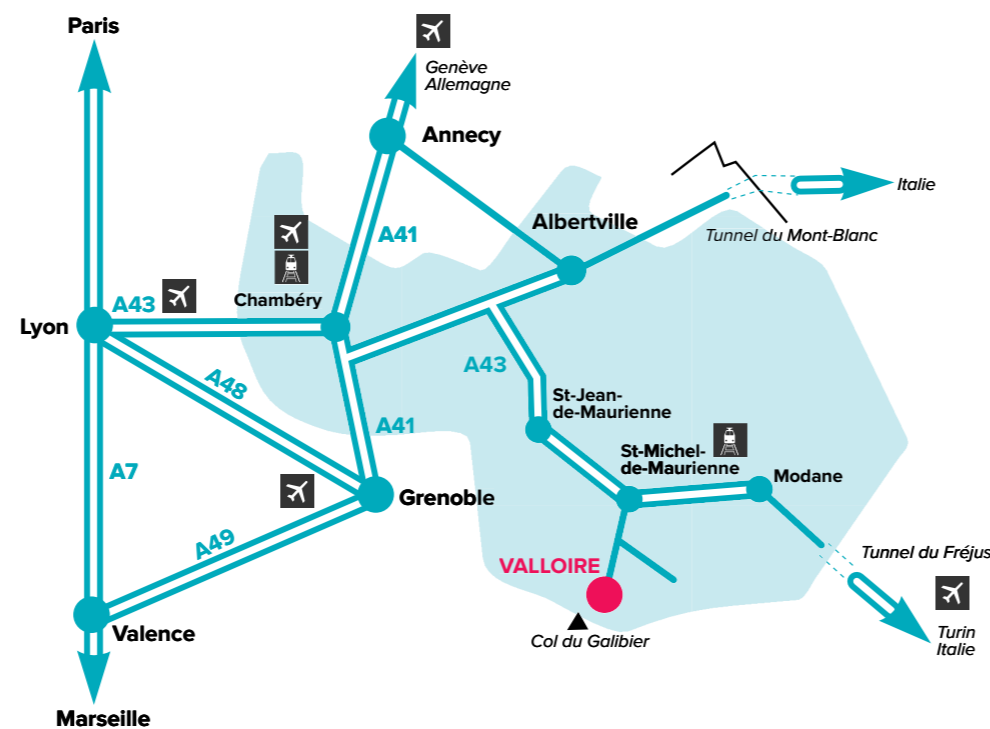 Paris
Genève
Allemagne
Annecy
Italie
Albertville
A41
Tunnel du Mont-Blanc
Chambéry
A43
Lyon
A43
A48
St-Jean-
de-Maurienne
A41
St-Michel-
de-Maurienne
A7
Modane
Grenoble
A49
Tunnel du Fréjus
VALLOIRE
Valence
Col du Galibier
Turin
Italie
Marseille